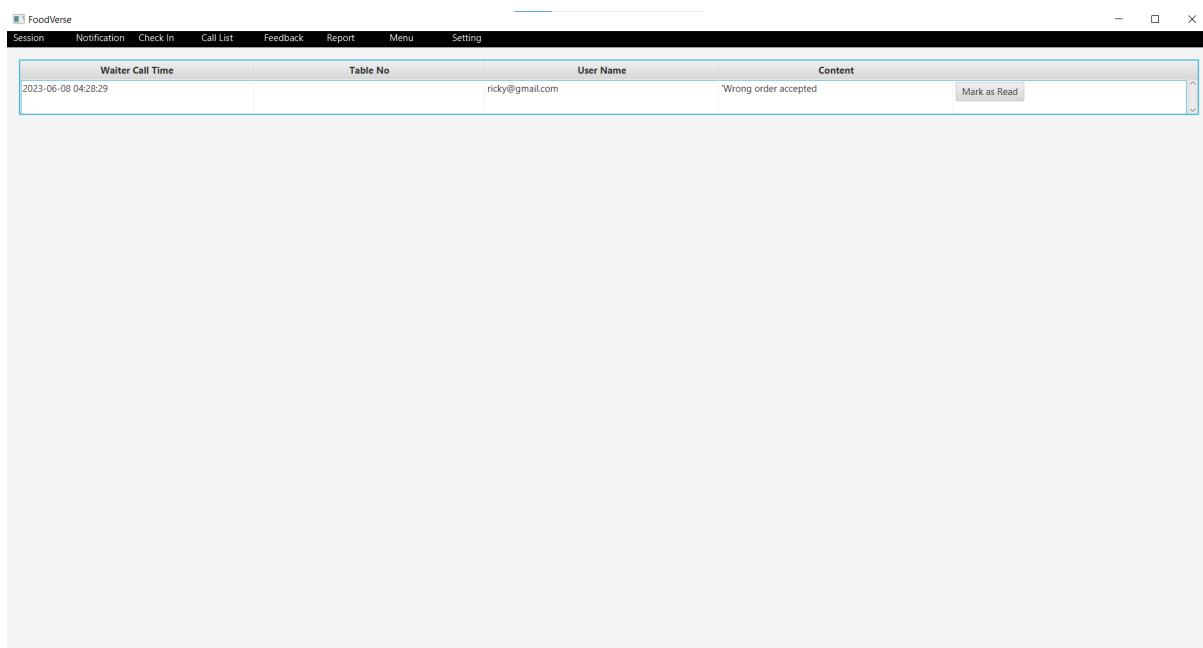 FoodVerse
Session Notification Check In Call List Feedback Report Menu Setting
Waiter Call Time Table No User Name Content
2023-06-08 04:28:29 ricky@gmail.com 'Wrong order accepted Mark as Read